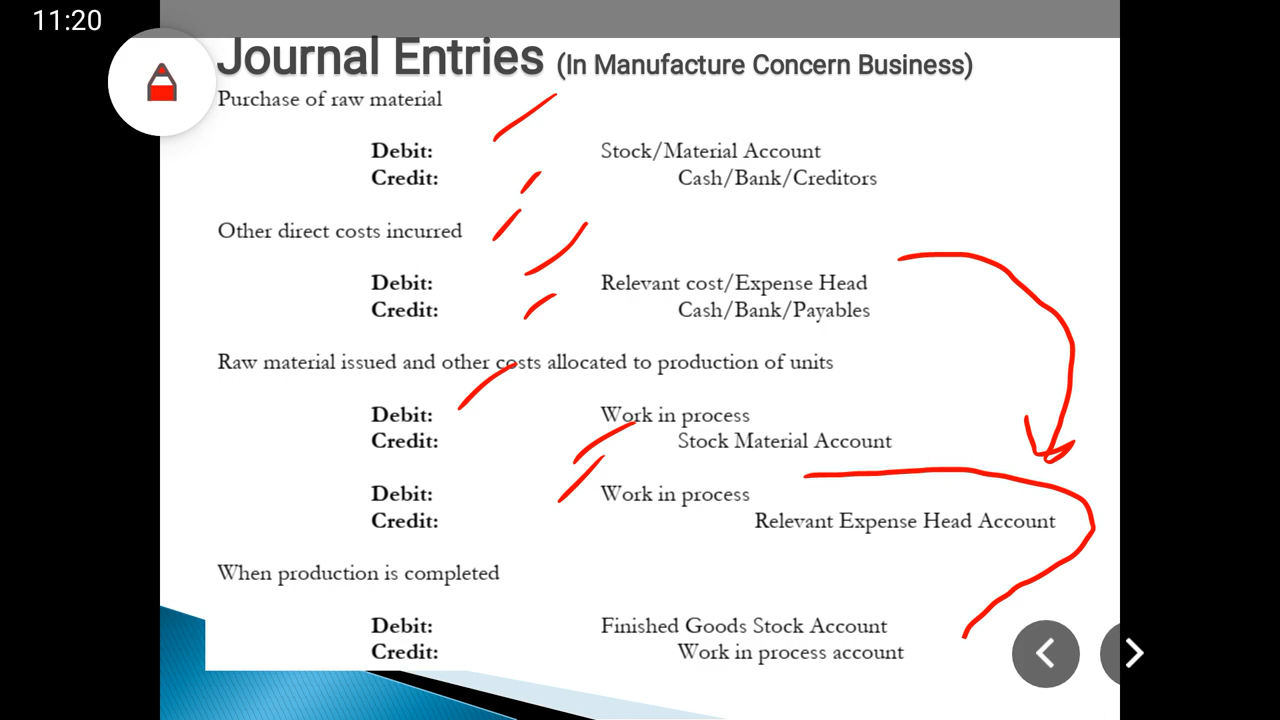 11:20
Journal Entries (In Manufacture Concern Business)
Purchase of raw material
Debit: Stock/Material Account
Credit: Cash/Bank/Creditors
Other direct costs incurred
Debit: Relevant cost/Expense Head
Credit: Cash/Bank/Payables
Raw material issued and other costs allocated to production of units
Debit: Work in process
Credit: Stock Material Account
Debit: Work in process
Credit: Relevant Expense Head Account
When production is completed
Debit: Finished Goods Stock Account
Credit: Work in process account